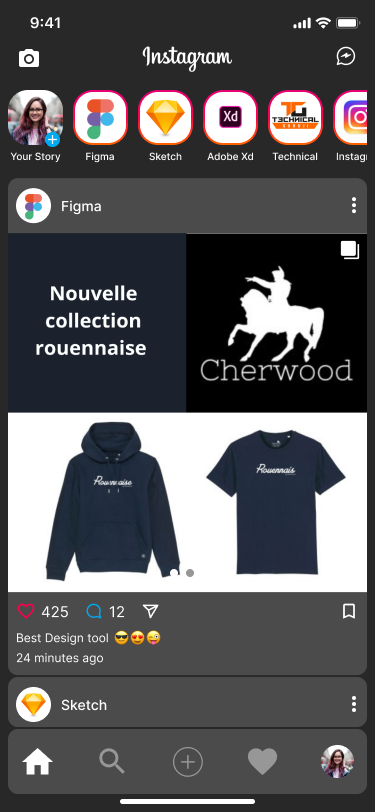 9:41
Instagram
Your Story
Figma
Sketch
Xd
Adobe Xd
TECHNICAL
Technical
Instagr
Figma
Nouvelle
collection
rouennaise
Cherwood
Rouennaise
Rouennais
425
12
Best Design tool 😎😍😜
24 minutes ago
Sketch